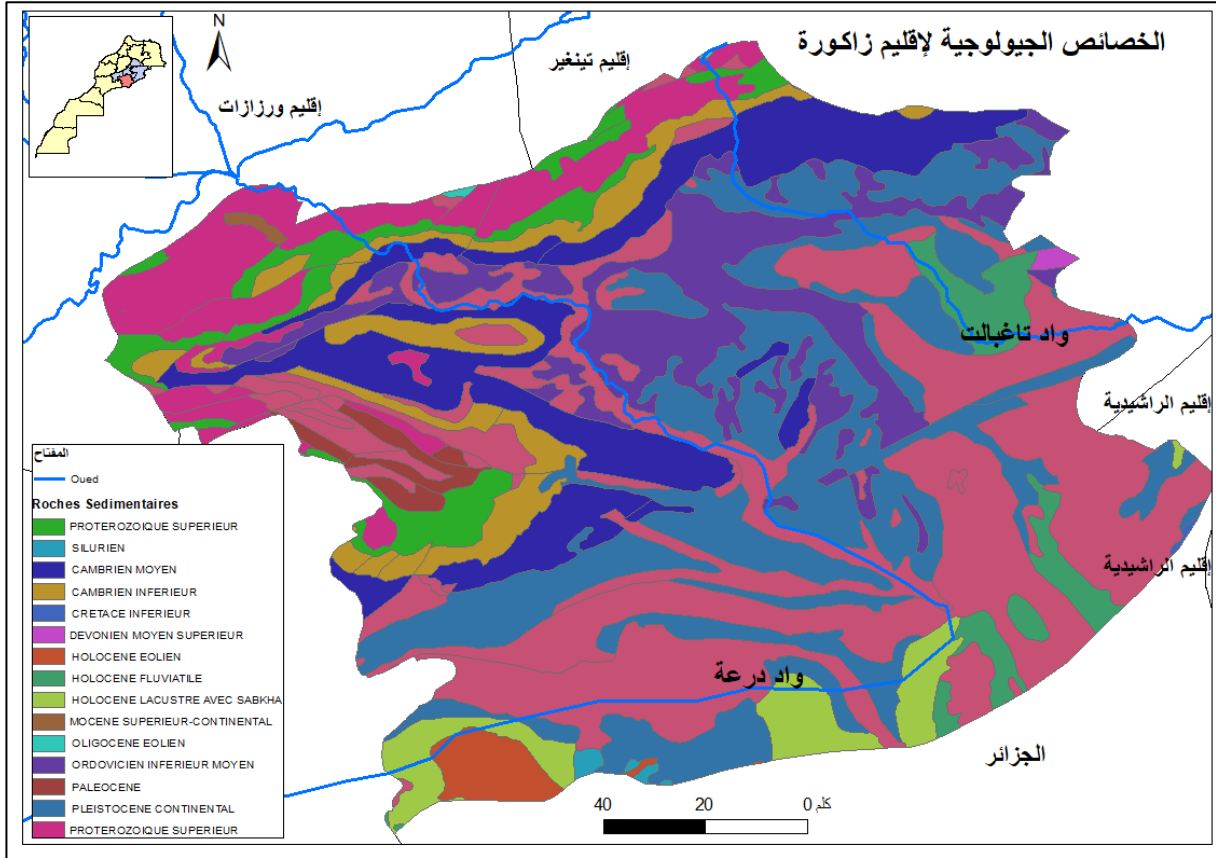 الخصائص الجيولوجية لإقليم زاكورة
N
إقليم تينغير
إقليم ورزازات
واد تاغبالت
إقليم الراشيدية
إقليم الراشيدية
واد درعة
الجزائر
المفتاح
Oued
Roches Sedimentaires
PROTEROZOIQUE SUPERIEUR
SILURIEN
CAMBRIEN MOYEN
CAMBRIEN INFERIEUR
CRETACE INFERIEUR
DEVONIEN MOYEN SUPERIEUR
HOLOCENE EOLIEN
HOLOCENE FLUVIATILE
HOLOCENE LACUSTRE AVEC SABKHA
MOCENE SUPERIEUR-CONTINENTAL
OLIGOCENE EOLIEN
ORDOVICIEN INFERIEUR MOYEN
PALEOCENE
PLEISTOCENE CONTINENTAL
PROTEROZOIQUE SUPERIEUR
40 20 0 كلم